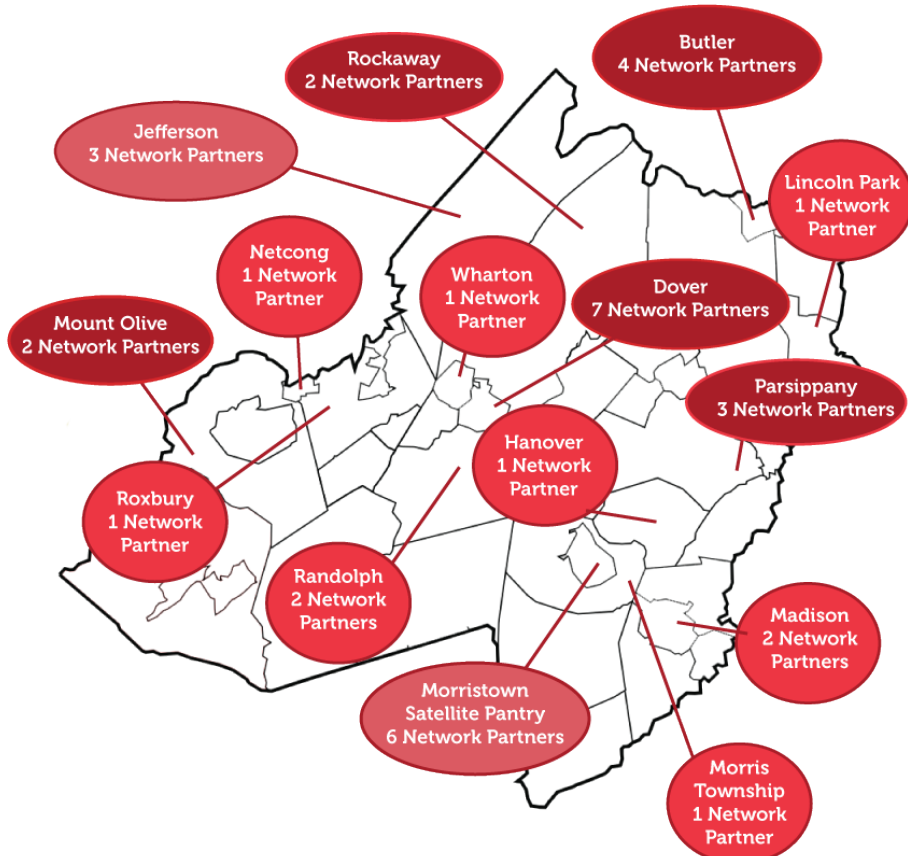 Butler
4 Network Partners
Rockaway
2 Network Partners
Jefferson
3 Network Partners
Lincoln Park
1 Network
Partner
Netcong
1 Network
Partner
Wharton
1 Network
Partner
Dover
7 Network Partners
Mount Olive
2 Network Partners
Parsippany
3 Network Partners
Hanover
1 Network
Partner
Roxbury
1 Network
Partner
Randolph
2 Network
Partners
Madison
2 Network
Partners
Morristown
Satellite Pantry
6 Network Partners
Morris
Township
1 Network
Partner